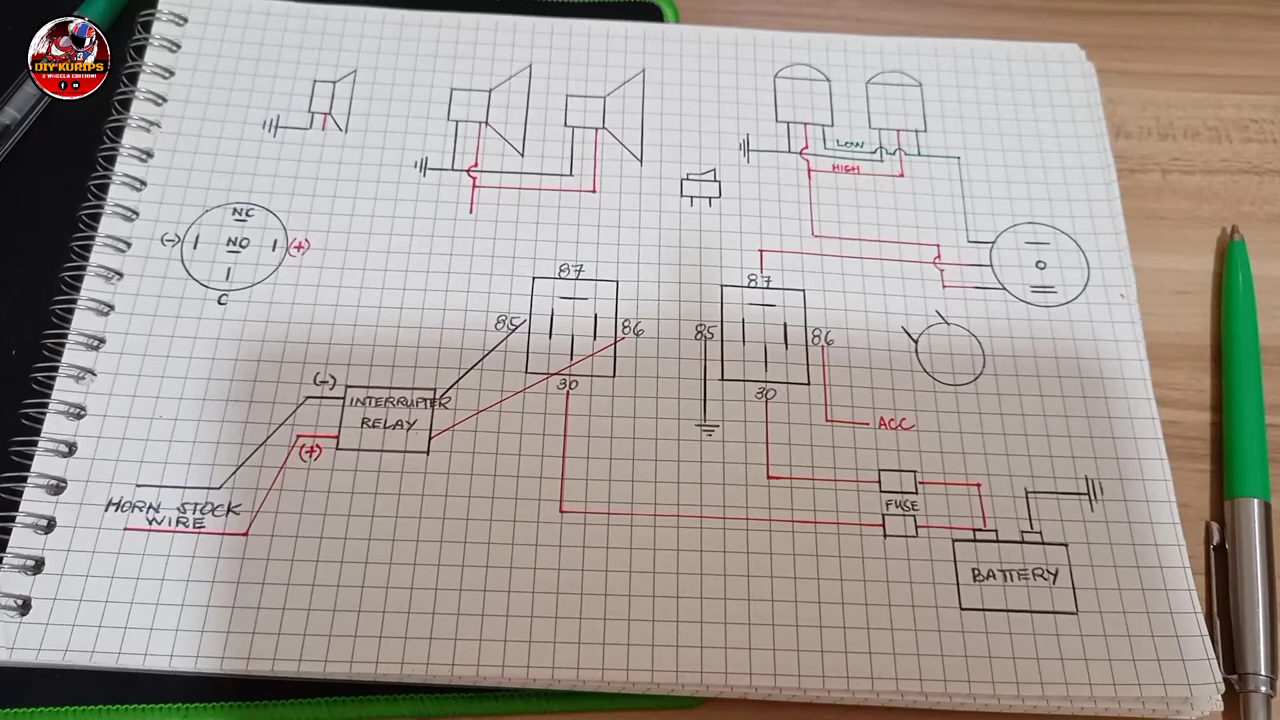 DIY KURIPS
2 WHEELS EDITION!
LOW
HIGH
NC
(-)
NO
(+)
C
87
85
86
30
87
85
86
30
ACC
(-)
INTERRUPTER
RELAY
(+)
HORN STOCK
WIRE
FUSE
BATTERY